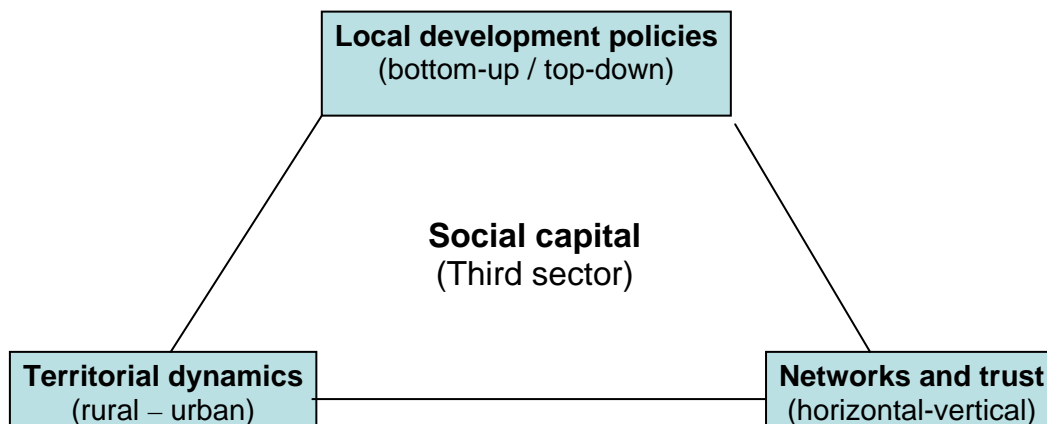 Local development policies
(bottom-up / top-down)
Social capital
(Third sector)
Territorial dynamics
(rural – urban)
Networks and trust
(horizontal-vertical)